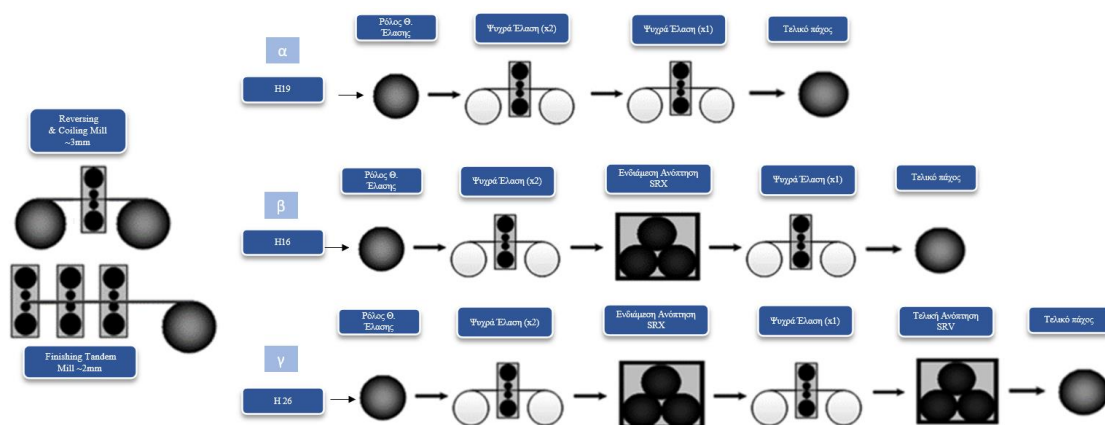 Reversing
& Coiling Mill
~3mm
Finishing Tandem
Mill ~2mm
α
H19
Ρόλος Θ.
Έλασης
Ψυχρά Έλαση (x2)
Ψυχρά Έλαση (x1)
Τελικό πάχος
β
H16
Ρόλος Θ.
Έλασης
Ψυχρά Έλαση (x2)
Ενδιάμεση Ανόπτηση
SRX
Ψυχρά Έλαση (x1)
Τελικό πάχος
γ
H 26
Ρόλος Θ.
Έλασης
Ψυχρά Έλαση (x2)
Ενδιάμεση Ανόπτηση
SRX
Ψυχρά Έλαση (x1)
Τελική Ανόπτηση
SRV
Τελικό πάχος